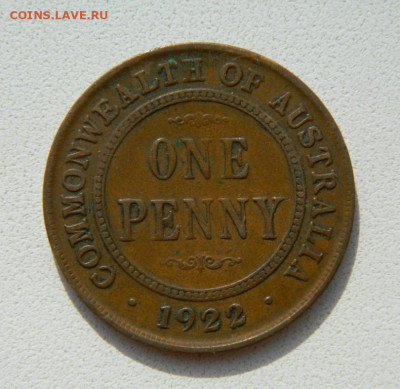 COINS.LAVE.RU
COMMONWEALTH OF AUSTRALIA
ONE
PENNY
· 1922 ·